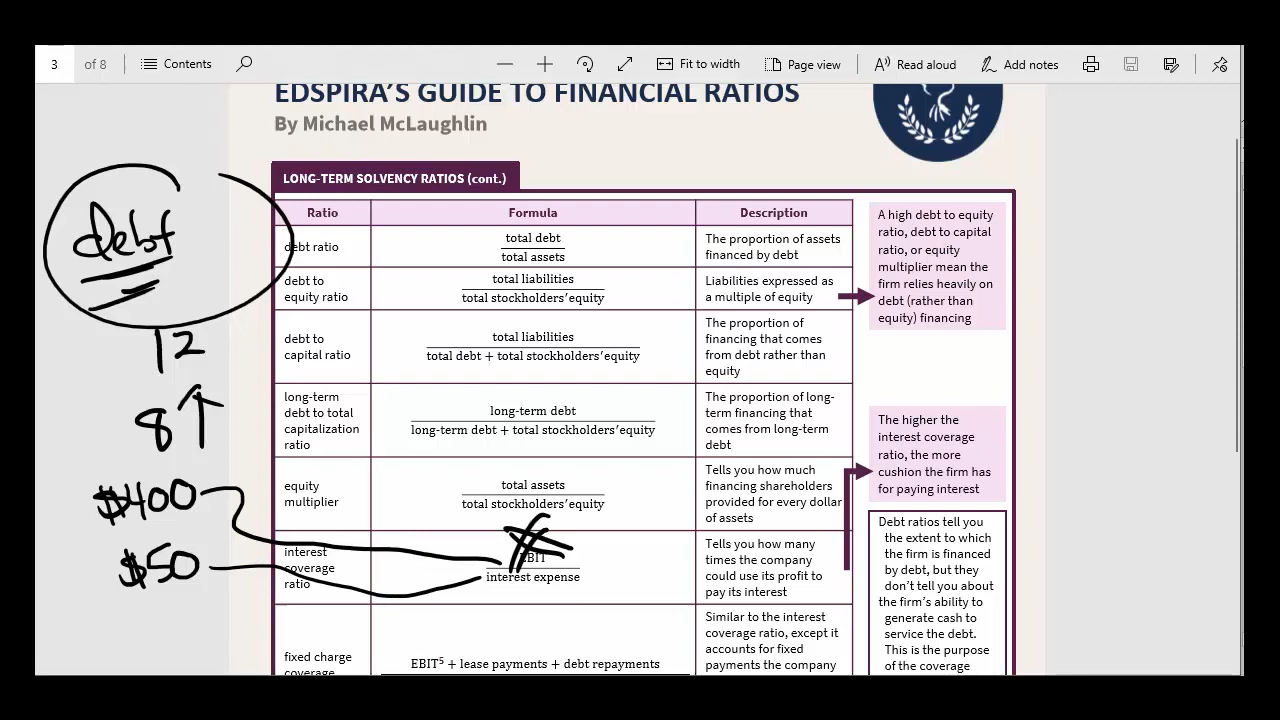 3 of 8 Contents Fit to width Page view Read aloud Add notes
EDSPIRA'S GUIDE TO FINANCIAL RATIOS
By Michael McLaughlin
LONG-TERM SOLVENCY RATIOS (cont.)
Ratio Formula Description
debt ratio
total debt
total assets
The proportion of assets
financed by debt
debt to
equity ratio
total liabilities
total stockholders'equity
Liabilities expressed as
a multiple of equity
debt to
capital ratio
total liabilities
total debt + total stockholders'equity
The proportion of
financing that comes
from debt rather than
equity
long-term
debt to total
capitalization
ratio
long-term debt
long-term debt + total stockholders'equity
The proportion of long-
term financing that
comes from long-term
debt
equity
multiplier
total assets
total stockholders'equity
Tells you how much
financing shareholders
provided for every dollar
of assets
interest
coverage
ratio
EBIT
interest expense
Tells you how many
times the company
could use its profit to
pay its interest
fixed charge
coverage
EBIT⁵ + lease payments + debt repayments
Similar to the interest
coverage ratio, except it
accounts for fixed
payments the company
A high debt to equity
ratio, debt to capital
ratio, or equity
multiplier mean the
firm relies heavily on
debt (rather than
equity) financing
The higher the
interest coverage
ratio, the more
cushion the firm has
for paying interest
Debt ratios tell you
the extent to which
the firm is financed
by debt, but they
don't tell you about
the firm's ability to
generate cash to
service the debt.
This is the purpose
of the coverage
debt
12
8
$400
$50